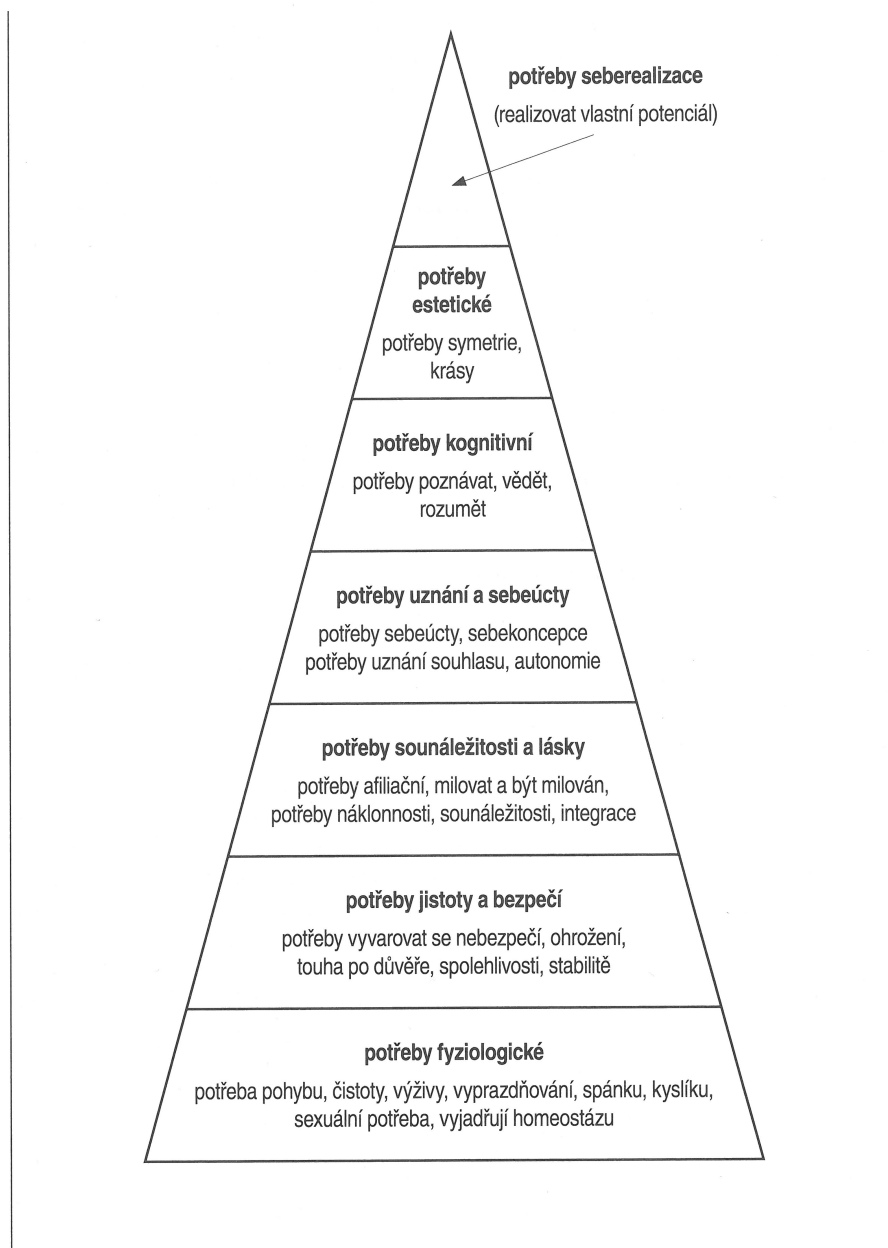 potřeby seberealizace
(realizovat vlastní potenciál)
potřeby
estetické
potřeby symetrie,
krásy
potřeby kognitivní
potřeby poznávat, vědět,
rozumět
potřeby uznání a sebeúcty
potřeby sebeúcty, sebekoncepce
potřeby uznání souhlasu, autonomie
potřeby sounáležitosti a lásky
potřeby afiliační, milovat a být milován,
potřeby náklonnosti, sounáležitosti, integrace
potřeby jistoty a bezpečí
potřeby vyvarovat se nebezpečí, ohrožení,
touha po důvěře, spolehlivosti, stabilitě
potřeby fyziologické
potřeba pohybu, čistoty, výživy, vyprazdňování, spánku, kyslíku,
sexuální potřeba, vyjadřují homeostázu